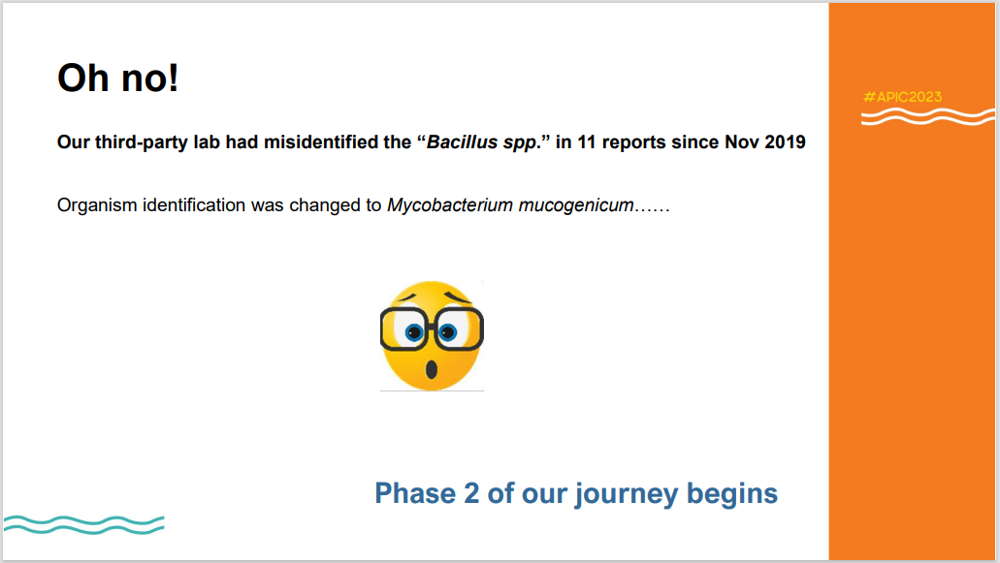 Oh no!
#APIC2023
Our third-party lab had misidentified the “Bacillus spp.” in 11 reports since Nov 2019
Organism identification was changed to Mycobacterium mucogenicum……
Phase 2 of our journey begins